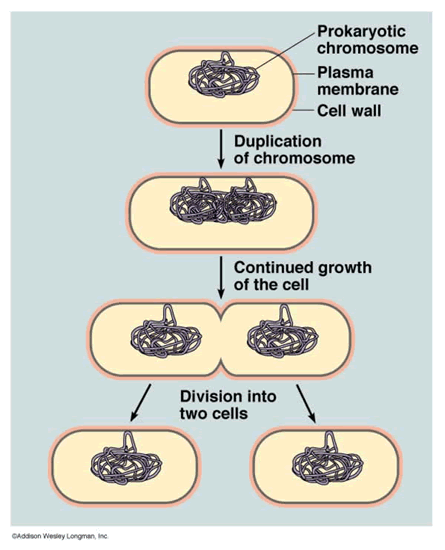 Prokaryotic
chromosome
Plasma
membrane
Cell wall
Duplication
of chromosome
Continued growth
of the cell
Division into
two cells
©Addison Wesley Longman, Inc.